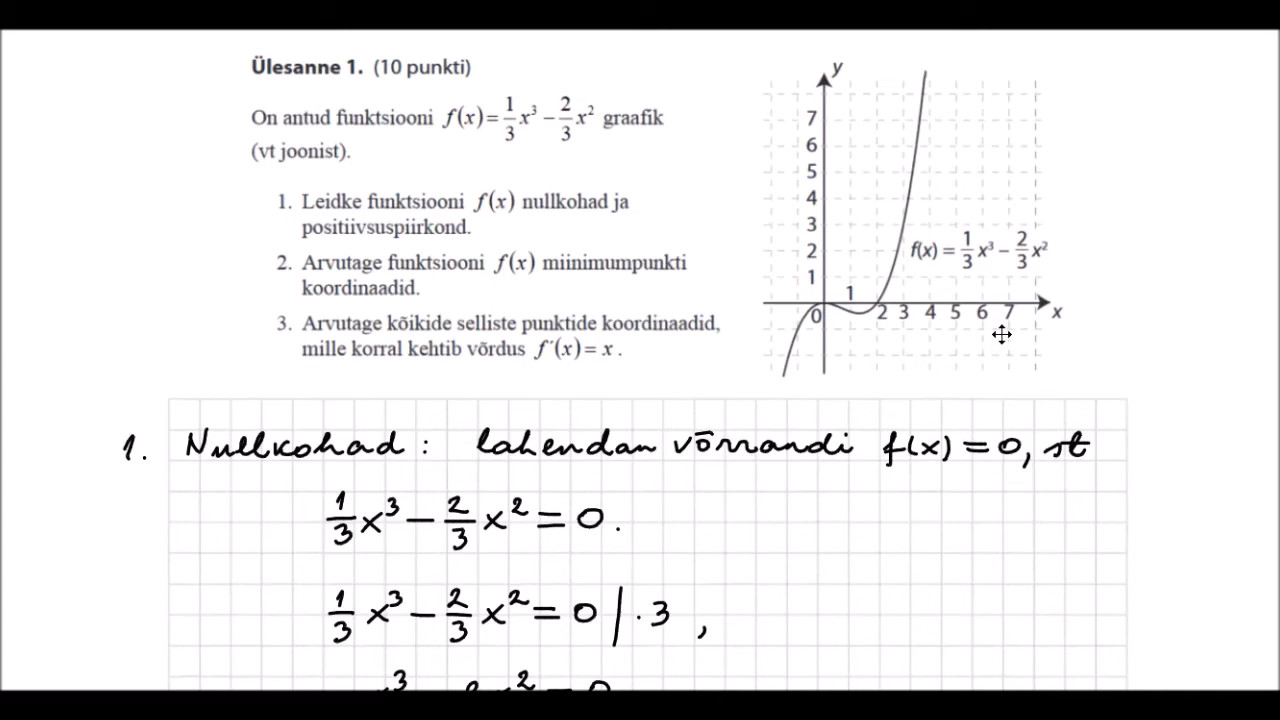 Ülesanne 1. (10 punkti)
On antud funktsiooni f(x) = 1/3 x³ − 2/3 x² graafik
(vt joonist).
1. Leidke funktsiooni f(x) nullkohad ja
positiivsuspiirkond.
2. Arvutage funktsiooni f(x) miinimumpunkti
koordinaadid.
3. Arvutage kõikide selliste punktide koordinaadid,
mille korral kehtib võrdus f′(x) = x .
y
7
6
5
4
3
2
1
f(x) = 1/3 x³ − 2/3 x²
1
0 2 3 4 5 6 7 x
1. Nullkohad : lahendan võrrandi f(x) = 0, st
1/3 x³ − 2/3 x² = 0 .
1/3 x³ − 2/3 x² = 0 | · 3 ,